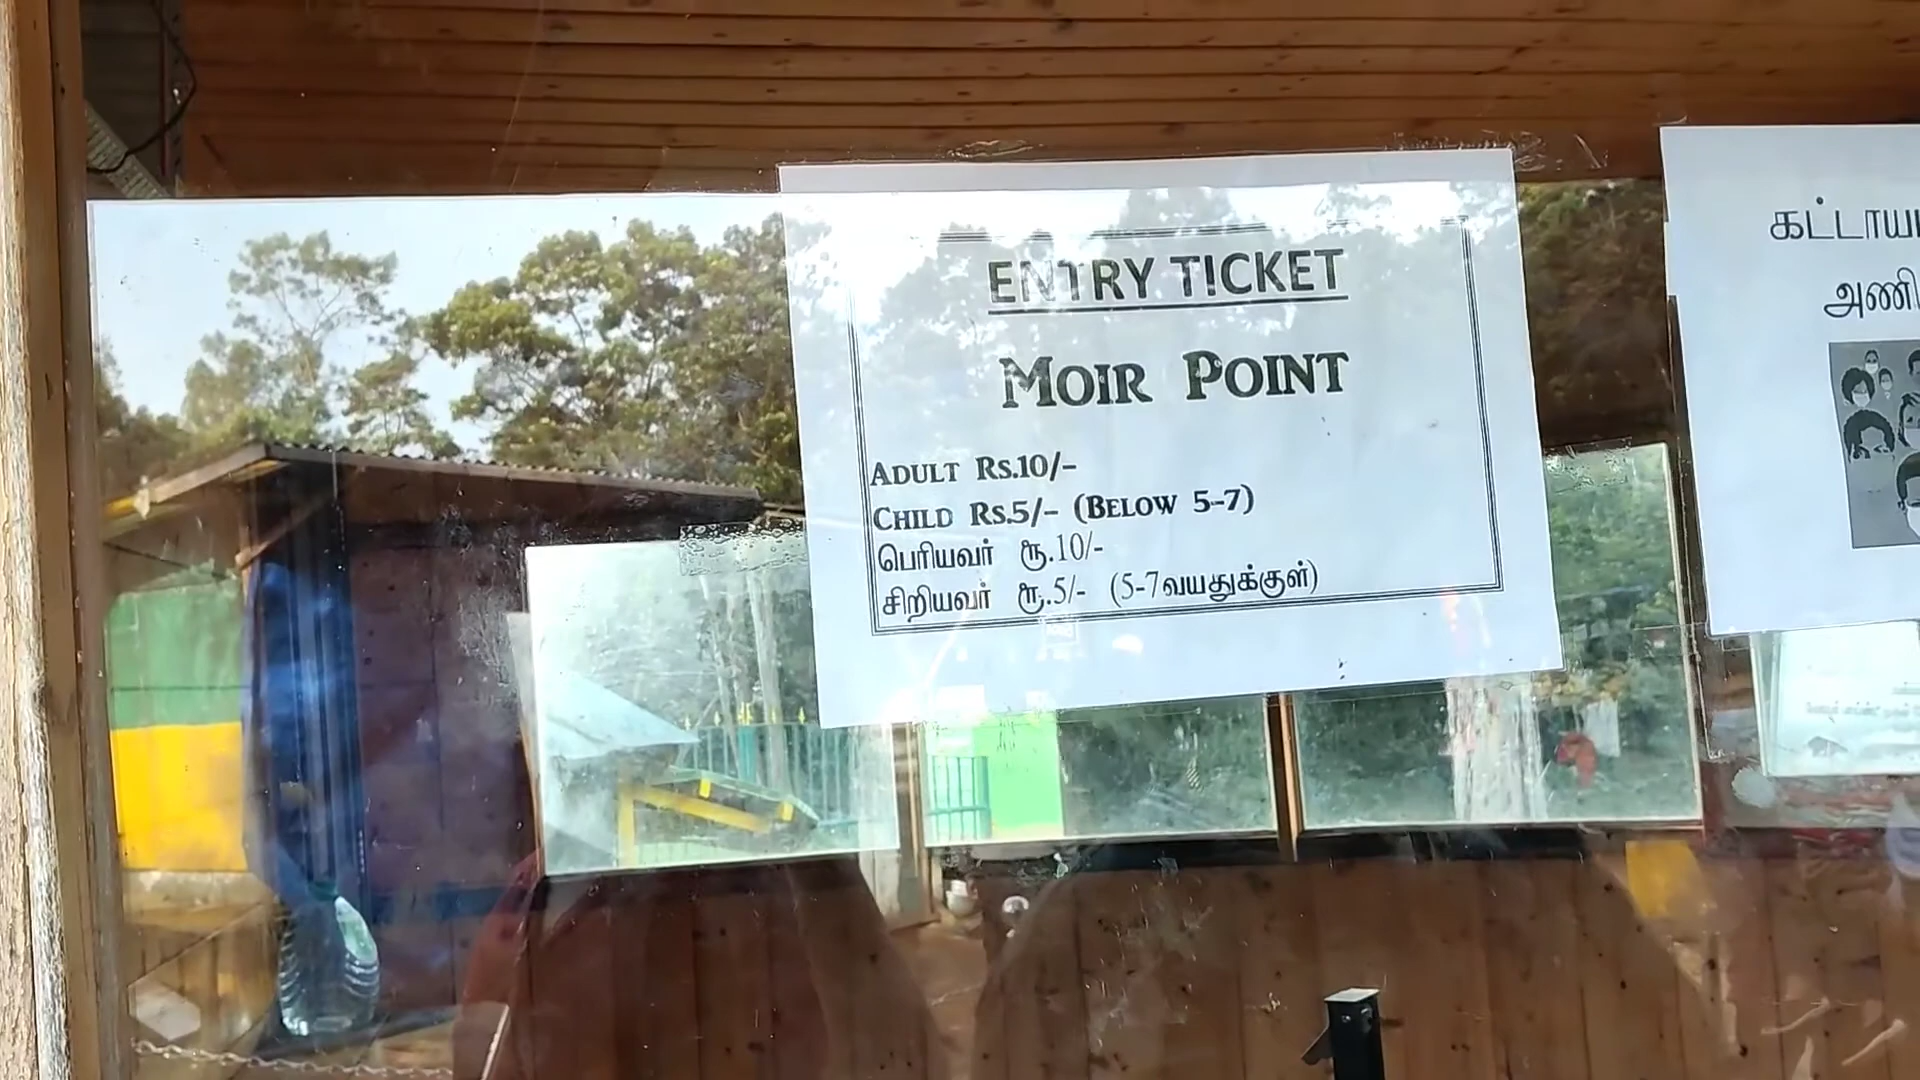 ENTRY TICKET
MOIR POINT
ADULT RS.10/-
CHILD RS.5/- (BELOW 5-7)
பெரியவர் ரூ.10/-
சிறியவர் ரூ.5/- (5-7வயதுக்குள்)